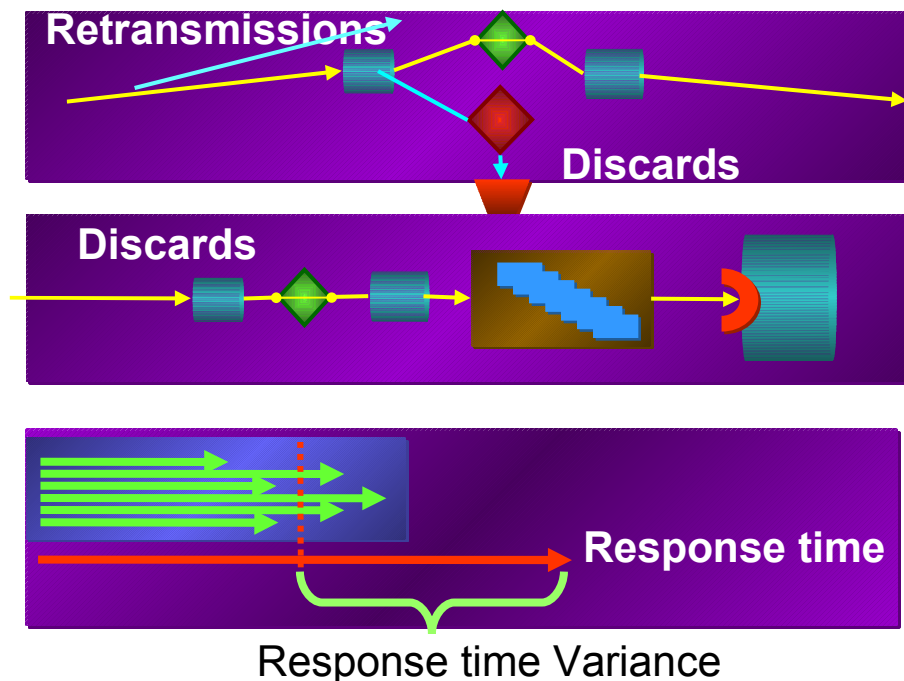 Retransmissions
Discards
Discards
Response time
Response time Variance